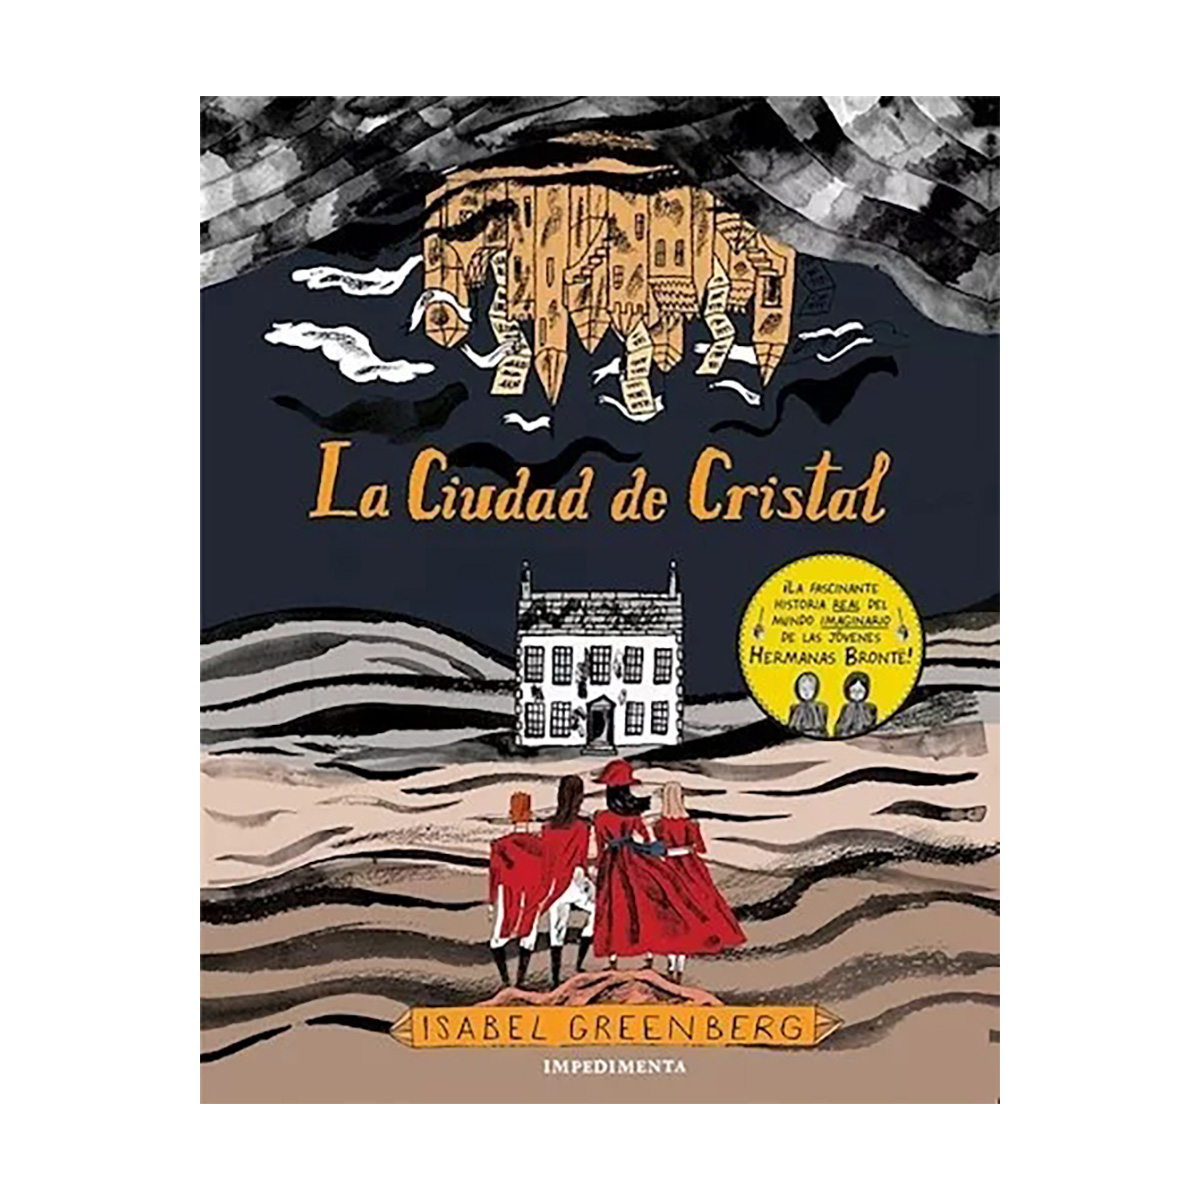 La Ciudad de Cristal
¡LA FASCINANTE
HISTORIA REAL DEL
MUNDO IMAGINARIO
DE LAS JÓVENES
HERMANAS BRONTË!
ISABEL GREENBERG
IMPEDIMENTA